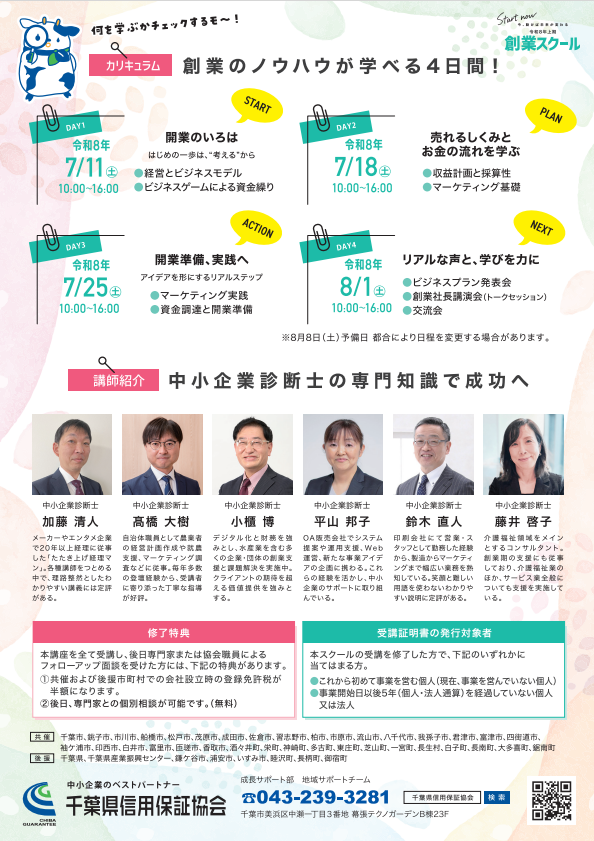 何を学ぶかチェックするモ〜！
Start now
令和8年上期
創業スクール
カリキュラム
創業のノウハウが学べる4日間！
START
DAY1
令和8年
7/11土
10:00~16:00
開業のいろは
はじめの一歩は、“考える”から
●経営とビジネスモデル
●ビジネスゲームによる資金繰り
PLAN
DAY2
令和8年
7/18土
10:00~16:00
売れるしくみと
お金の流れを学ぶ
●収益計画と採算性
●マーケティング基礎
ACTION
DAY3
令和8年
7/25土
10:00~16:00
開業準備、実践へ
アイデアを形にするリアルステップ
●マーケティング実践
●資金調達と開業準備
NEXT
DAY4
令和8年
8/1土
10:00~16:00
リアルな声と、学びを力に
●ビジネスプラン発表会
●創業社長講演会(トークセッション)
●交流会
※8月8日(土)予備日 都合により日程を変更する場合があります。
講師紹介
中小企業診断士の専門知識で成功へ
中小企業診断士
加藤 清人
メーカーやエンタメ企業
で20年以上経理に従事
した「たたき上げ経理マ
ン」。各種講師をつとめる
中で、理路整然としたわ
かりやすい講義には定評
がある。
中小企業診断士
髙橋 大樹
自治体職員として農業者
の経営計画作成や就農
支援、マーケティング調
査などに従事。毎年多数
の登壇経験から、受講者
に寄り添った丁寧な指導
が好評。
中小企業診断士
小櫃 博
デジタル化と財務を強
みとし、水産業を含む多
くの企業・団体の創業支
援と課題解決を実施中。
クライアントの期待を超
える価値提供を強みと
する。
中小企業診断士
平山 邦子
OA販売会社でシステム
提案や運用支援、Web
運営、新たな事業アイデ
アの企画に携わる。これ
らの経験を活かし、中小
企業のサポートに取り組
んでいる。
中小企業診断士
鈴木 直人
印刷会社にて営業・ス
タッフとして勤務した経験
から、製造からマーケティ
ングまで幅広い業務を熟
知している。笑顔と難しい
用語を使わないわかりや
すい説明に定評がある。
中小企業診断士
藤井 啓子
介護福祉領域をメイン
とするコンサルタント。
創業期の支援にも従事
しており、介護福祉業の
ほか、サービス業全般に
ついても支援を実施して
いる。
修了特典
本講座を全て受講し、後日専門家または協会職員による
フォローアップ面談を受けた方には、下記の特典があります。
①共催および後援市町村での会社設立時の登録免許税が
半額になります。
②後日、専門家との個別相談が可能です。(無料)
受講証明書の発行対象者
本スクールの受講を修了した方で、下記のいずれかに
当てはまる方。
●これから初めて事業を営む個人(現在、事業を営んでいない個人)
●事業開始日以後5年(個人・法人通算)を経過していない個人
又は法人
共催 千葉市、銚子市、市川市、船橋市、松戸市、茂原市、成田市、佐倉市、習志野市、柏市、市原市、流山市、八千代市、我孫子市、君津市、富津市、四街道市、
袖ケ浦市、印西市、白井市、富里市、匝瑳市、香取市、酒々井町、栄町、神崎町、多古町、東庄町、芝山町、一宮町、長生村、白子町、長南町、大多喜町、鋸南町
後援 千葉県、千葉県産業振興センター、鎌ケ谷市、浦安市、いすみ市、睦沢町、長柄町、御宿町
CHIBA
GUARANTEE
中小企業のベストパートナー
千葉県信用保証協会
成長サポート部 地域サポートチーム
☎043-239-3281
千葉県信用保証協会 検索
千葉市美浜区中瀬一丁目3番地 幕張テクノガーデンB棟23F